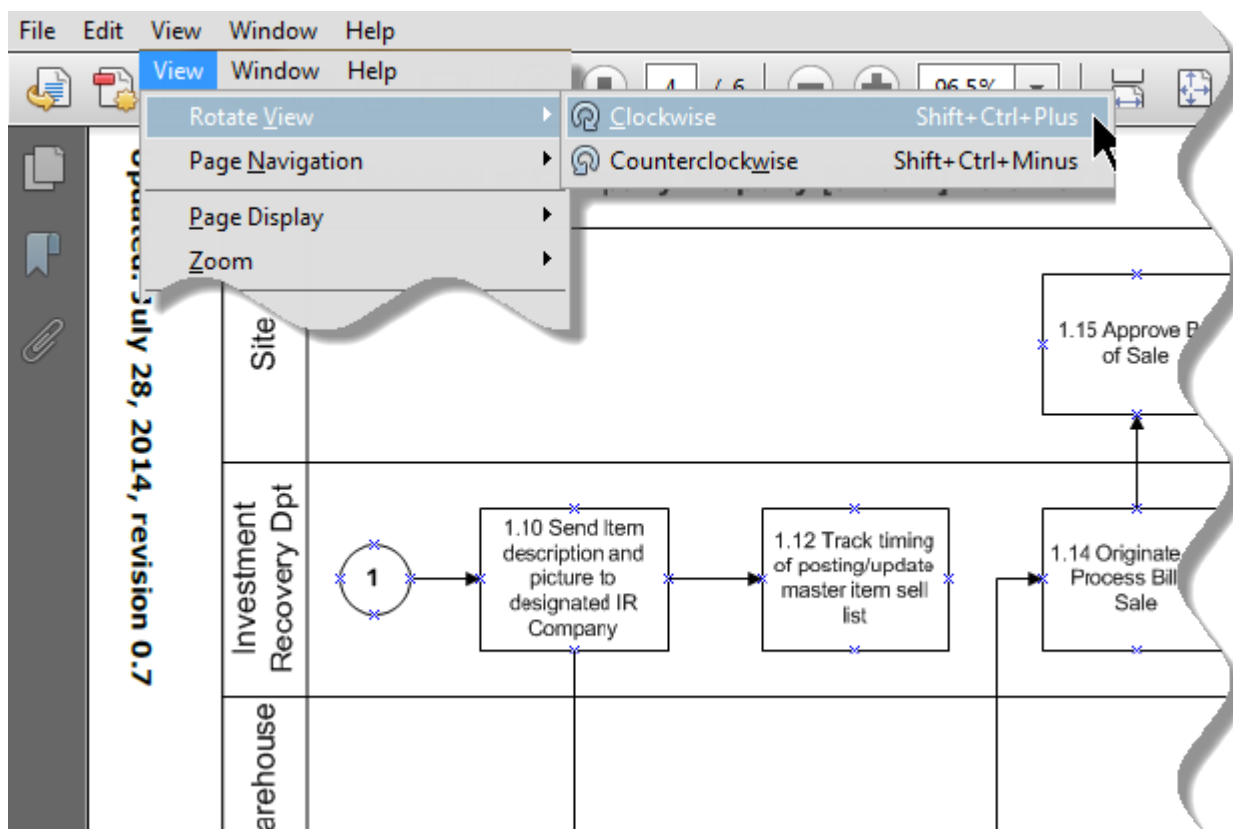 File Edit View Window Help
View Window Help
4 / 6 96.5%
Rotate View
Clockwise Shift+Ctrl+Plus
Page Navigation
Counterclockwise Shift+Ctrl+Minus
Page Display
Zoom
Updated: July 28, 2014, revision 0.7
Site
1.15 Approve B
of Sale
Investment
Recovery Dpt
1
1.10 Send Item
description and
picture to
designated IR
Company
1.12 Track timing
of posting/update
master item sell
list
1.14 Originate
Process Bill
Sale
arehouse